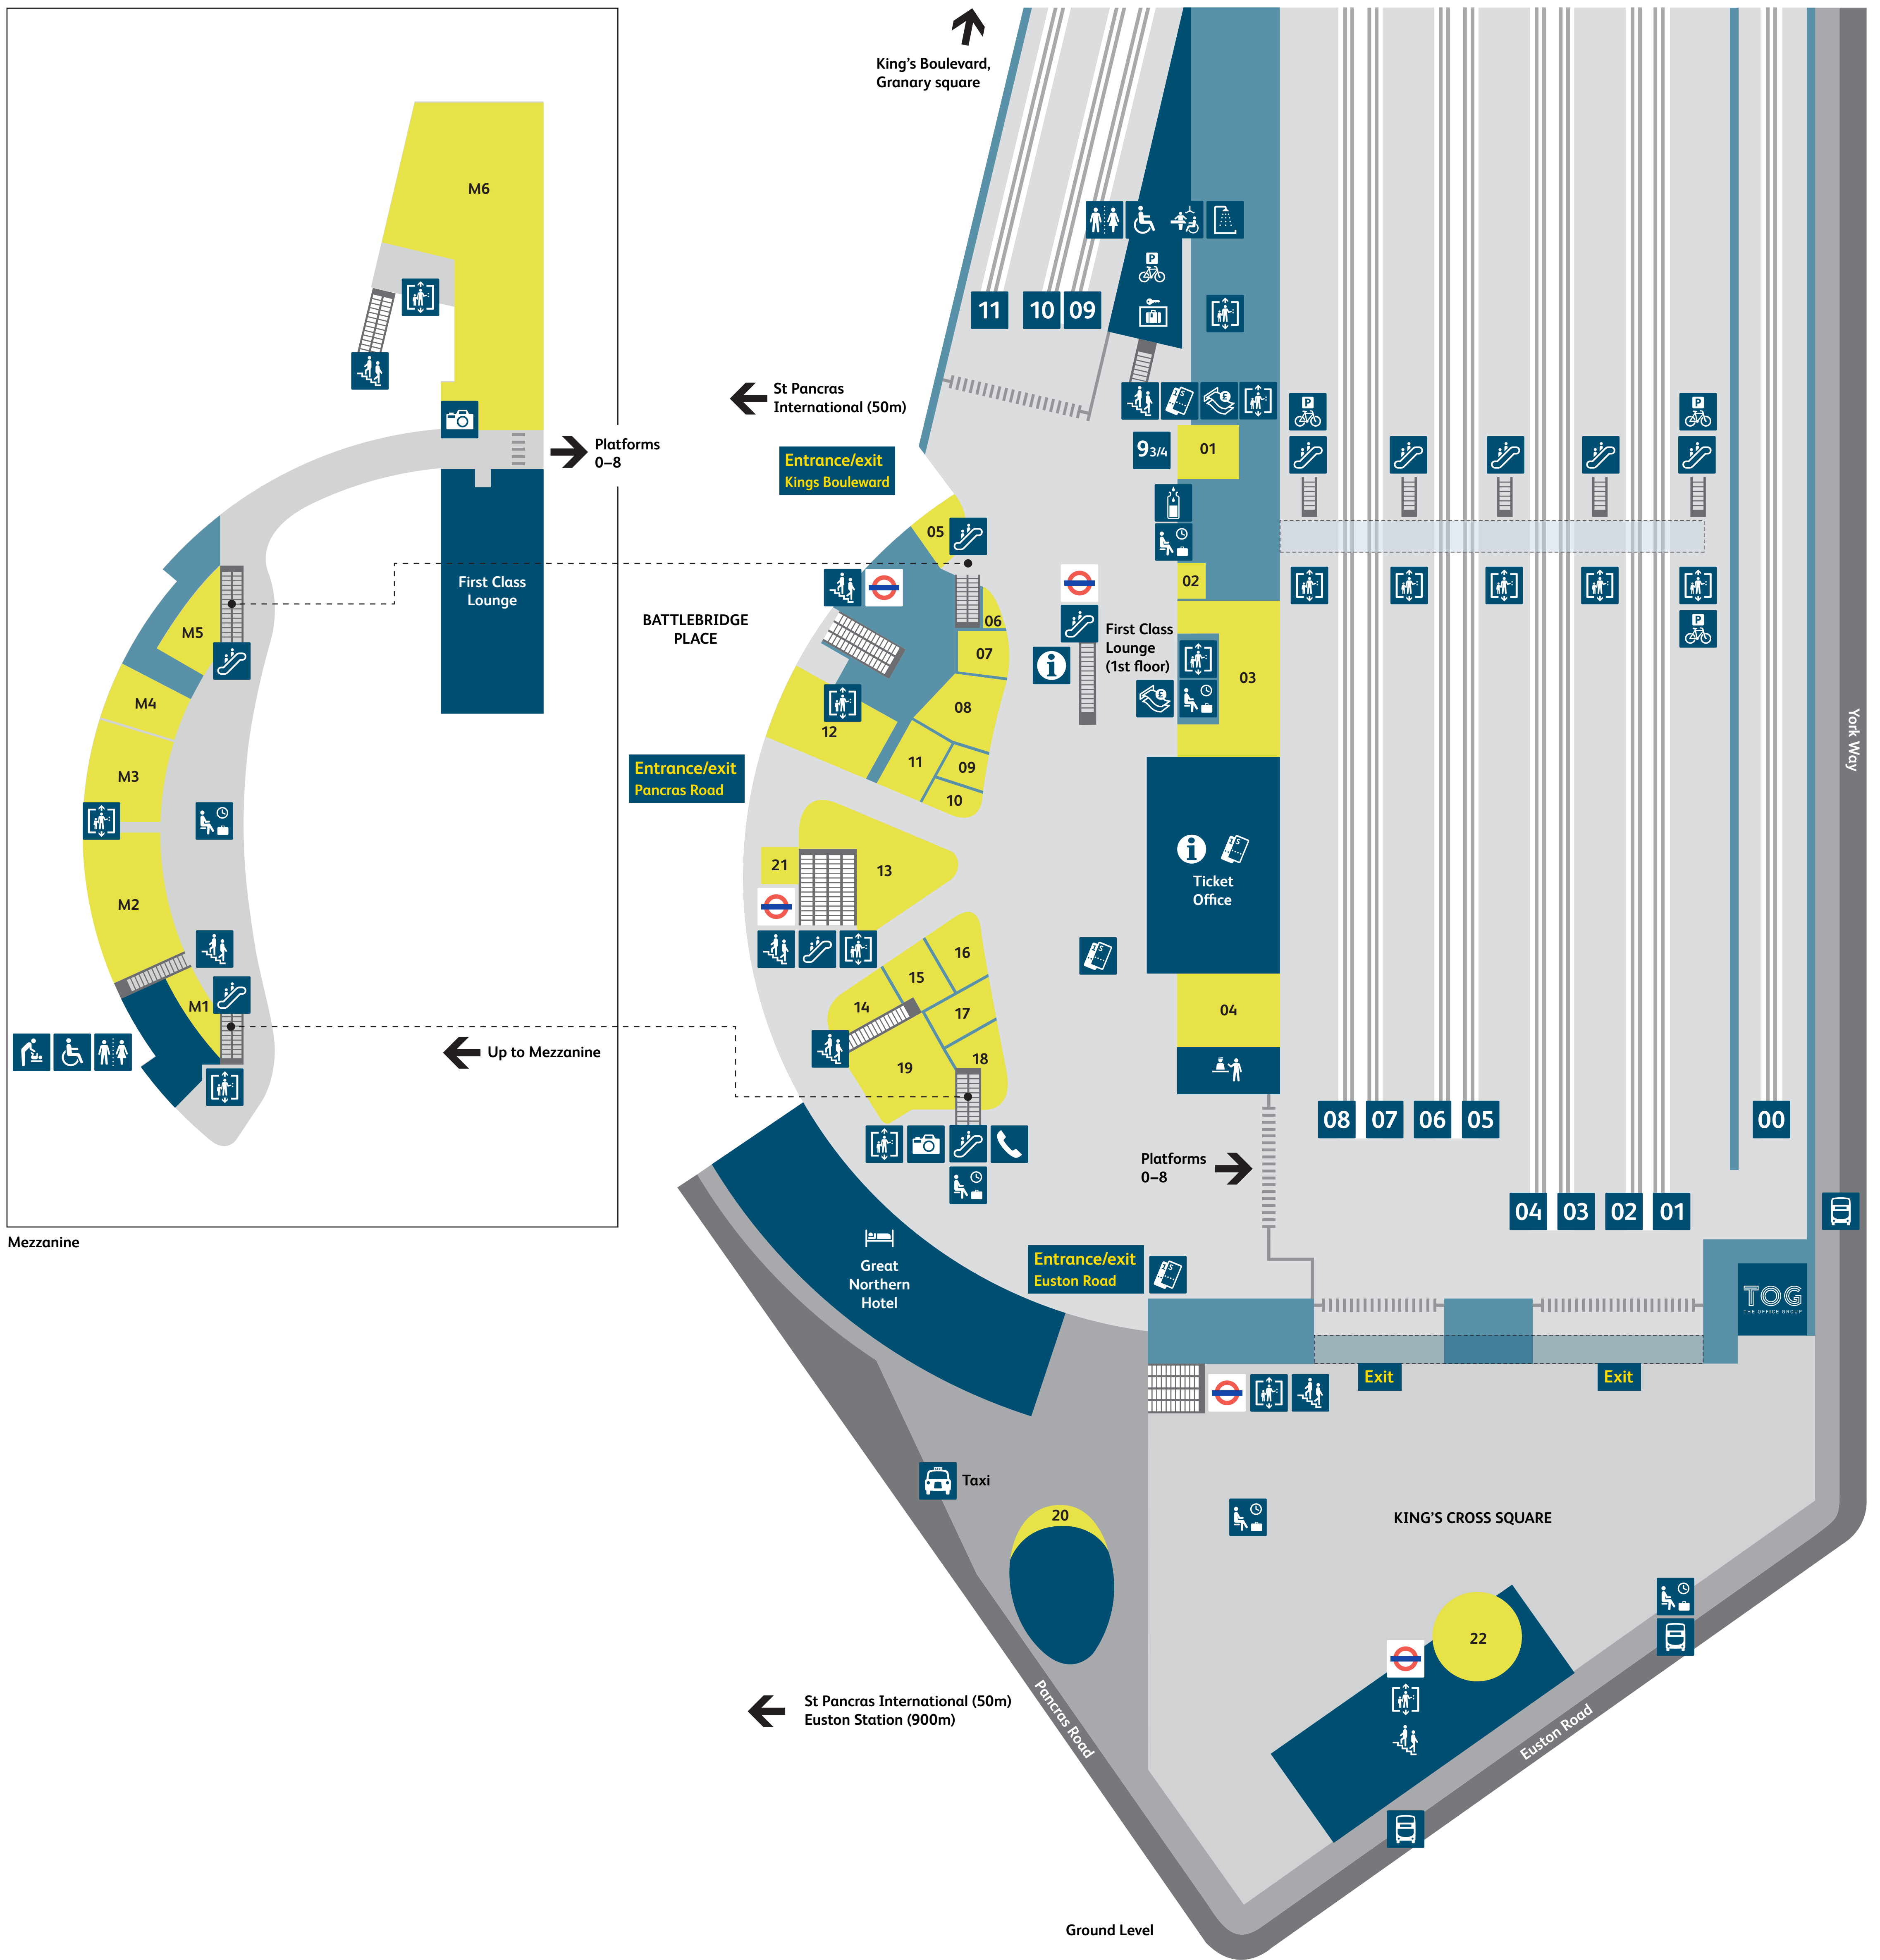 King's Boulevard,
Granary square
M6
11
10
09
St Pancras
International (50m)
9 3/4
01
Platforms
0–8
Entrance/exit
Kings Bouleward
05
First Class
Lounge
02
BATTLEBRIDGE
PLACE
06
First Class
Lounge
(1st floor)
07
03
M5
M4
08
12
M3
11
09
10
Entrance/exit
Pancras Road
York Way
21
13
Ticket
Office
M2
16
15
14
17
04
M1
18
19
Up to Mezzanine
08
07
06
05
00
Platforms
0–8
04
03
02
01
Mezzanine
Great
Northern
Hotel
Entrance/exit
Euston Road
TOG
THE OFFICE GROUP
Exit
Exit
Taxi
20
KING'S CROSS SQUARE
22
St Pancras International (50m)
Euston Station (900m)
Pancras Road
Euston Road
Ground Level